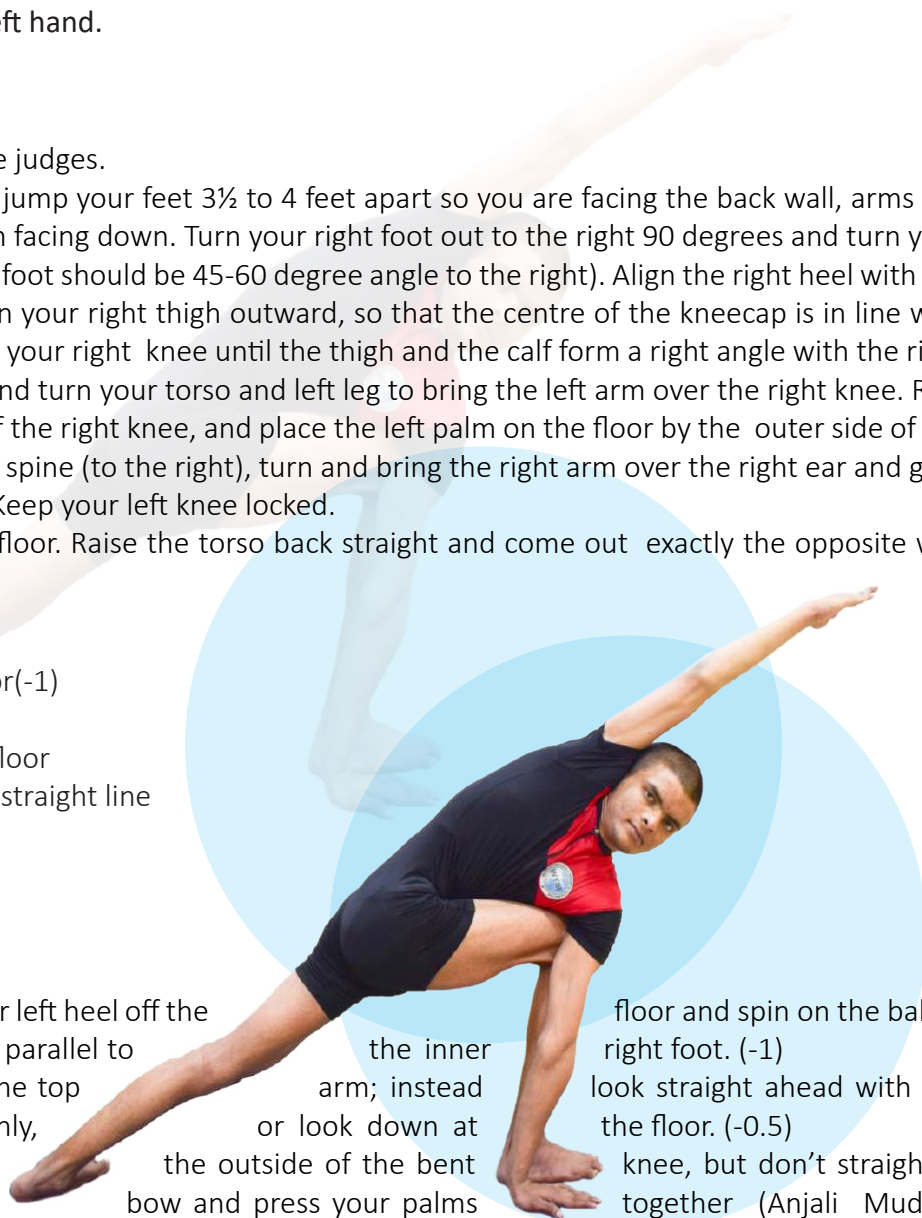 eft hand.
e judges.
jump your feet 3½ to 4 feet apart so you are facing the back wall, arms
n facing down. Turn your right foot out to the right 90 degrees and turn y
foot should be 45-60 degree angle to the right). Align the right heel with
n your right thigh outward, so that the centre of the kneecap is in line w
your right knee until the thigh and the calf form a right angle with the ri
nd turn your torso and left leg to bring the left arm over the right knee. R
f the right knee, and place the left palm on the floor by the outer side of
spine (to the right), turn and bring the right arm over the right ear and g
Keep your left knee locked.
floor. Raise the torso back straight and come out exactly the opposite w
or(-1)
loor
straight line
r left heel off the floor and spin on the bal
parallel to the inner right foot. (-1)
ne top arm; instead look straight ahead with
nly, or look down at the floor. (-0.5)
the outside of the bent knee, but don't straigh
bow and press your palms together (Anjali Mud